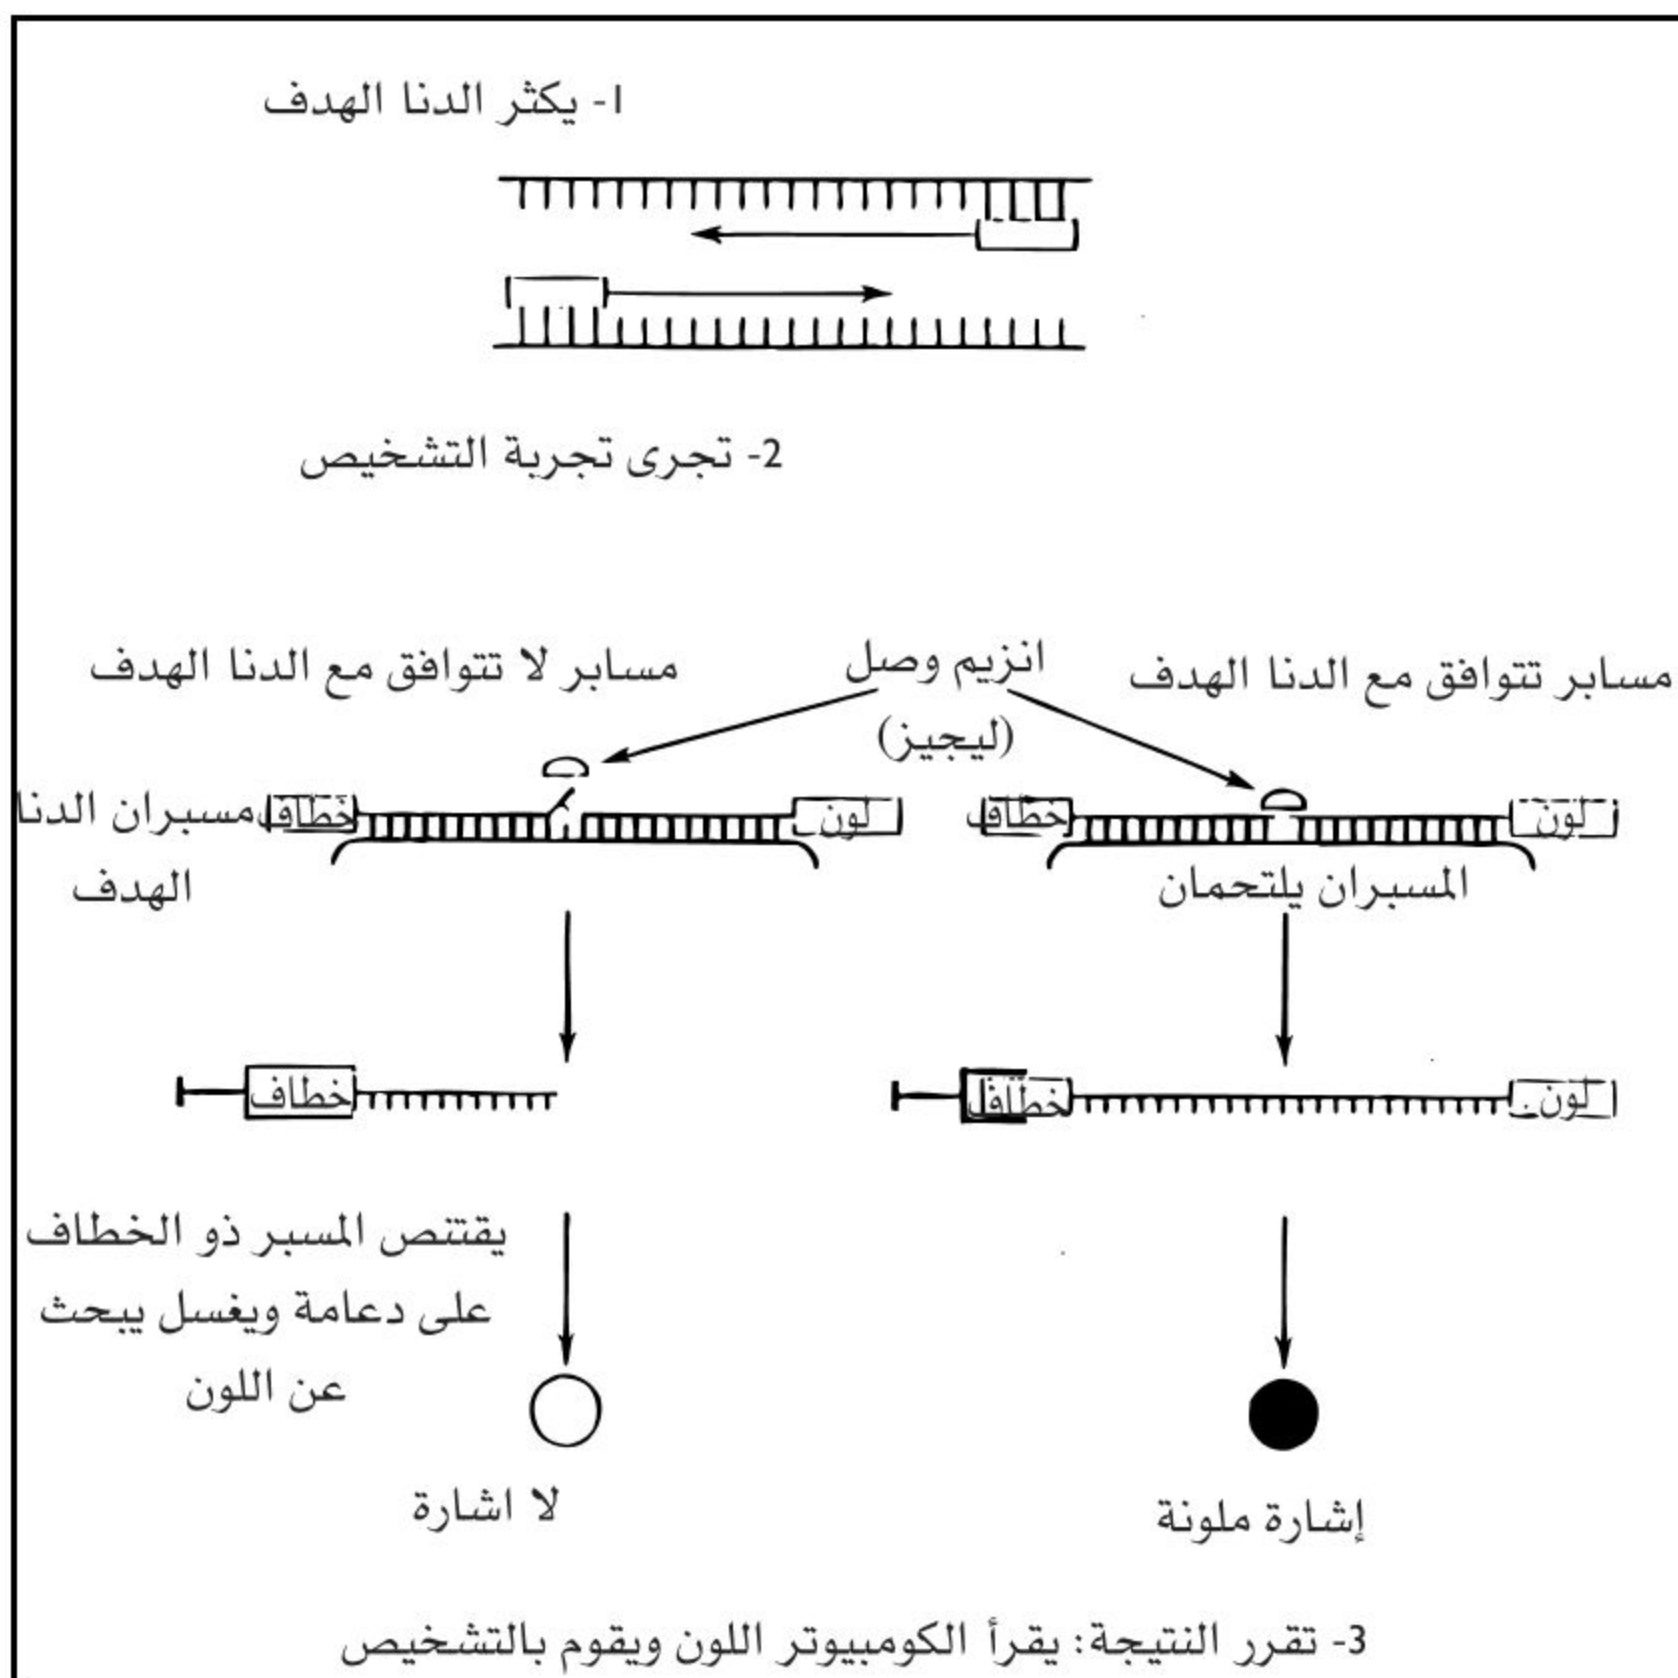 1- يكثر الدنا الهدف
2- تجرى تجربة التشخيص
مسابر تتوافق مع الدنا الهدف
انزيم وصل
(ليجيز)
مسابر لا تتوافق مع الدنا الهدف
لون
خطاف
لون
خطاف
مسبران الدنا
الهدف
المسبران يلتحمان
لون
خطاف
خطاف
يقتنص المسبر ذو الخطاف
على دعامة ويغسل يبحث
عن اللون
إشارة ملونة
لا اشارة
3- تقرر النتيجة: يقرأ الكومبيوتر اللون ويقوم بالتشخيص